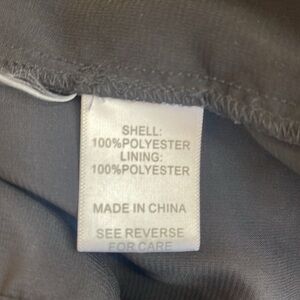 SHELL:
100%POLYESTER
LINING:
100%POLYESTER
MADE IN CHINA
SEE REVERSE
FOR CARE